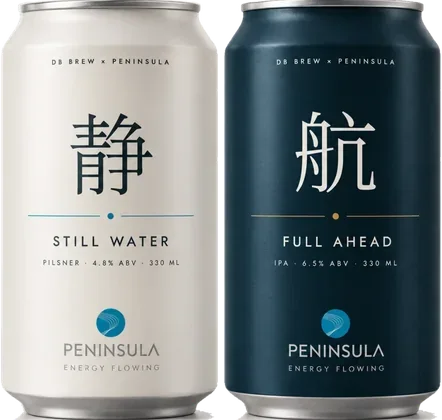 DB BREW × PENINSULA
静
STILL WATER
PILSNER · 4.8% ABV · 330 ML
PENINSULA
ENERGY FLOWING
DB BREW × PENINSULA
航
FULL AHEAD
IPA · 6.5% ABV · 330 ML
PENINSULA
ENERGY FLOWING